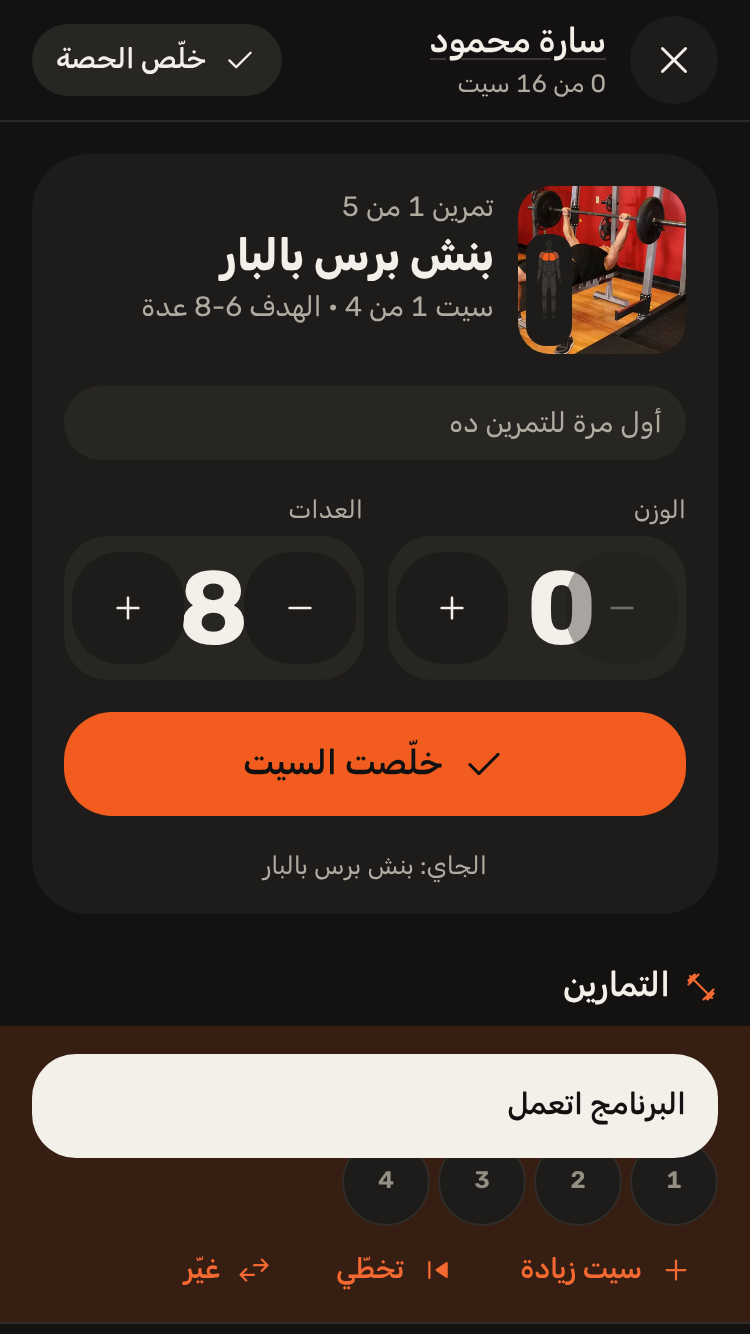 سارة محمود
0 من 16 سيت
خلّص الحصة
تمرين 1 من 5
بنش برس بالبار
سيت 1 من 4 • الهدف 6-8 عدة
أول مرة للتمرين ده
الوزن
العدات
0
8
خلّصت السيت
الجاي: بنش برس بالبار
التمارين
البرنامج اتعمل
1 2 3 4
سيت زيادة
تخطّي
غيّر